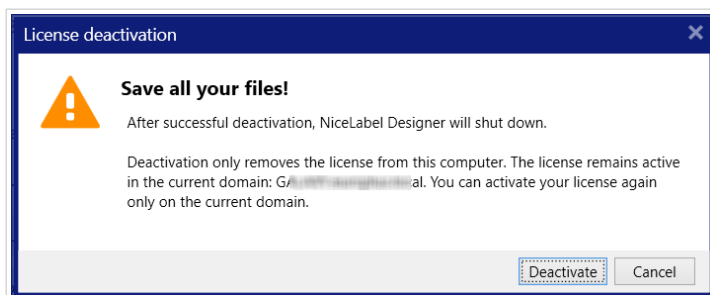 License deactivation
Save all your files!
After successful deactivation, NiceLabel Designer will shut down.
Deactivation only removes the license from this computer. The license remains active
in the current domain: GA al. You can activate your license again
only on the current domain.
Deactivate Cancel